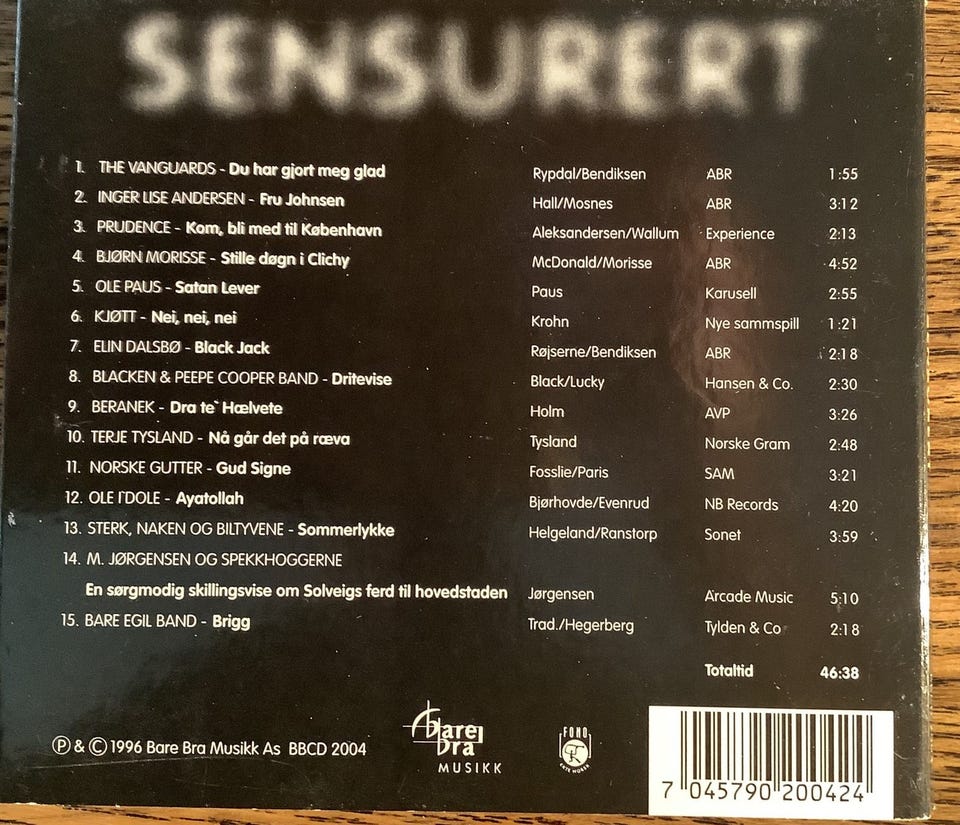 SENSURERT
1. THE VANGUARDS - Du har gjort meg glad Rypdal/Bendiksen ABR 1:55
2. INGER LISE ANDERSEN - Fru Johnsen Hall/Mosnes ABR 3:12
3. PRUDENCE - Kom, bli med til København Aleksandersen/Wallum Experience 2:13
4. BJØRN MORISSE - Stille døgn i Clichy McDonald/Morisse ABR 4:52
5. OLE PAUS - Satan Lever Paus Karusell 2:55
6. KJØTT - Nei, nei, nei Krohn Nye sammspill 1:21
7. ELIN DALSBØ - Black Jack Røjserne/Bendiksen ABR 2:18
8. BLACKEN & PEEPE COOPER BAND - Dritevise Black/Lucky Hansen & Co. 2:30
9. BERANEK - Dra te` Hælvete Holm AVP 3:26
10. TERJE TYSLAND - Nå går det på ræva Tysland Norske Gram 2:48
11. NORSKE GUTTER - Gud Signe Fosslie/Paris SAM 3:21
12. OLE I'DOLE - Ayatollah Bjørhovde/Evenrud NB Records 4:20
13. STERK, NAKEN OG BILTYVENE - Sommerlykke Helgeland/Ranstorp Sonet 3:59
14. M. JØRGENSEN OG SPEKKHOGGERNE
En sørgmodig skillingsvise om Solveigs ferd til hovedstaden Jørgensen Arcade Music 5:10
15. BARE EGIL BAND - Brigg Trad./Hegerberg Tylden & Co 2:18
Totaltid 46:38
Ⓟ & © 1996 Bare Bra Musikk As BBCD 2004
bare bra
MUSIKK
FONO
7 045790 200424